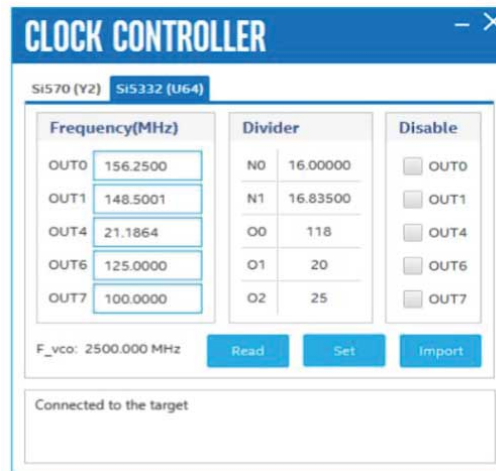 CLOCK CONTROLLER
Si570 (Y2) Si5332 (U64)
Frequency(MHz) Divider Disable
OUT0 156.2500 N0 16.00000 OUT0
OUT1 148.5001 N1 16.83500 OUT1
OUT4 21.1864 O0 118 OUT4
OUT6 125.0000 O1 20 OUT6
OUT7 100.0000 O2 25 OUT7
F_vco: 2500.000 MHz Read Set Import
Connected to the target